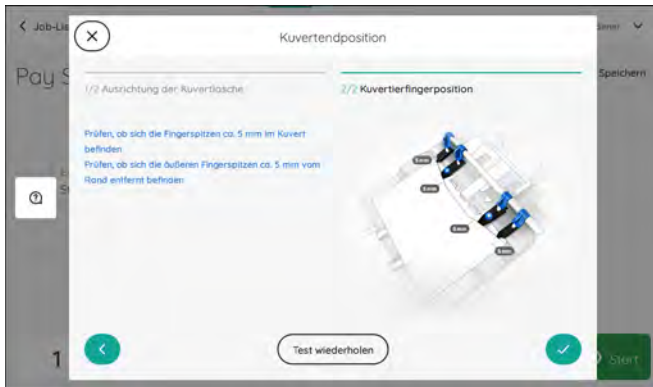 Job-Lis
Kuvertendposition
Pay S
Speichern
1/2 Ausrichtung der Kuvertlasche
2/2 Kuvertierfingerposition
Prüfen, ob sich die Fingerspitzen ca. 5 mm im Kuvert
befinden
Prüfen, ob sich die äußeren Fingerspitzen ca. 5 mm vom
Rand entfernt befinden
5 mm
5 mm
5 mm
5 mm
1
Test wiederholen
Start